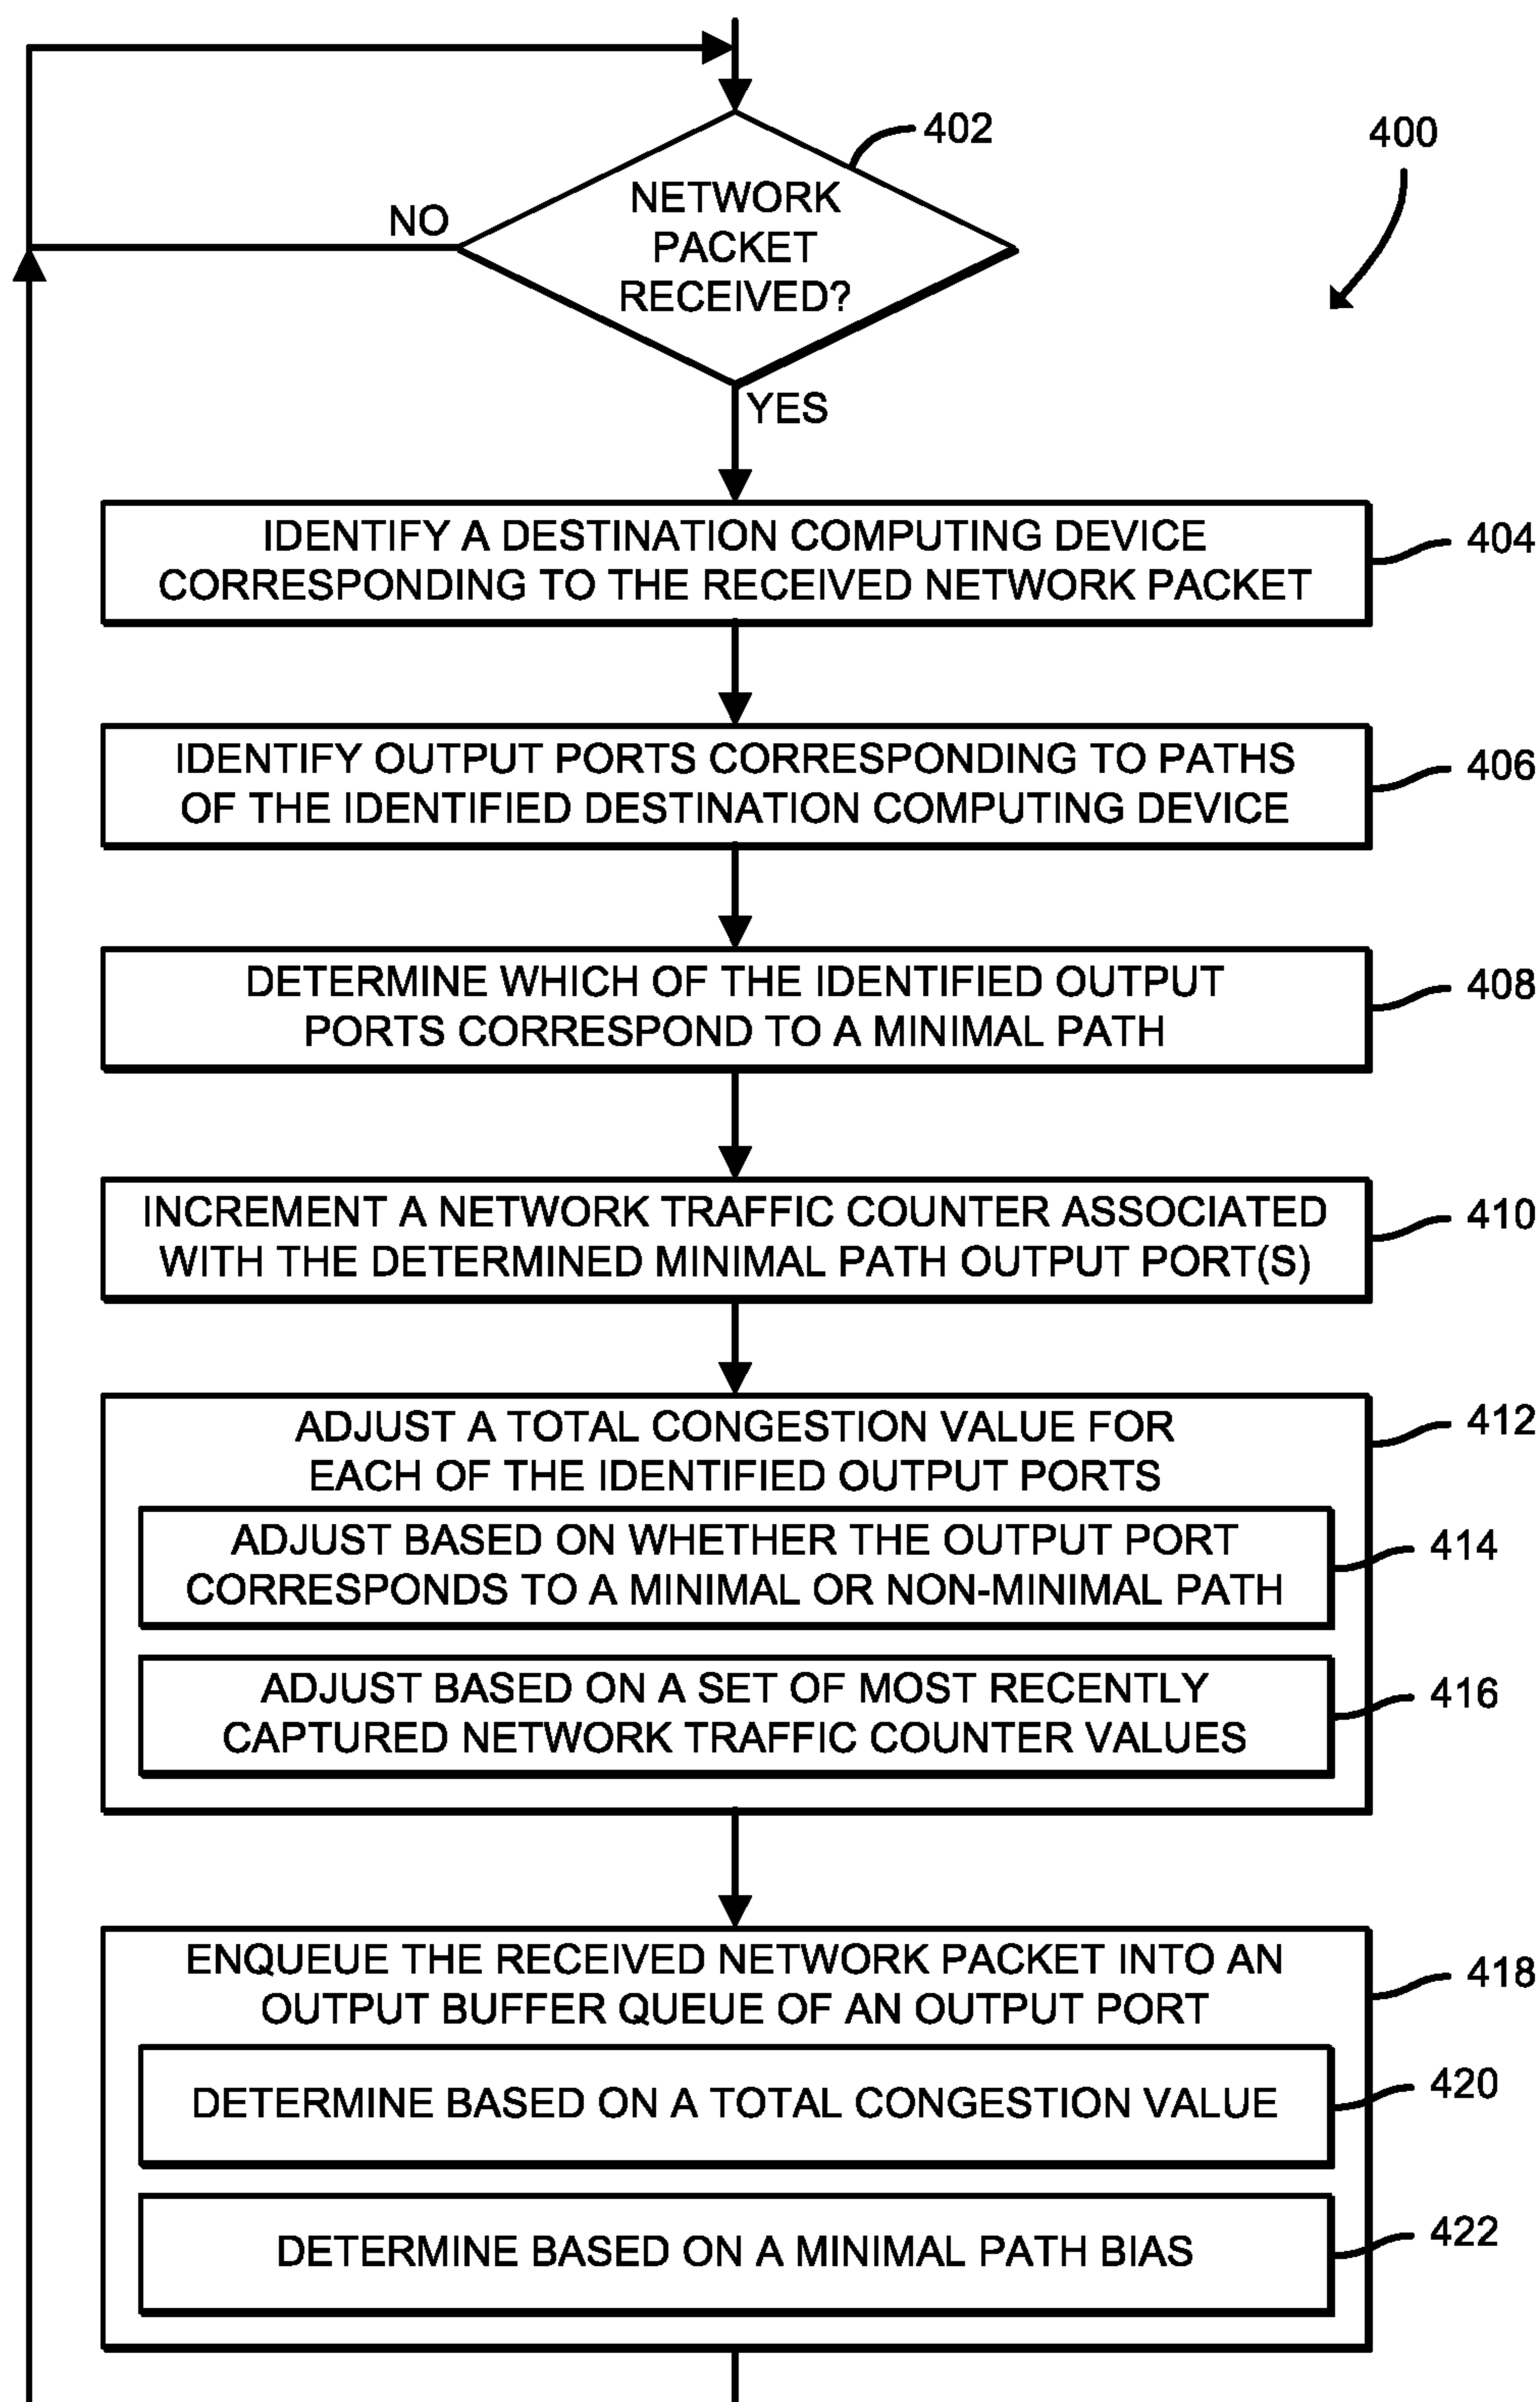 402
400
NETWORK
PACKET
RECEIVED?
NO
YES
IDENTIFY A DESTINATION COMPUTING DEVICE
CORRESPONDING TO THE RECEIVED NETWORK PACKET
404
IDENTIFY OUTPUT PORTS CORRESPONDING TO PATHS
OF THE IDENTIFIED DESTINATION COMPUTING DEVICE
406
DETERMINE WHICH OF THE IDENTIFIED OUTPUT
PORTS CORRESPOND TO A MINIMAL PATH
408
INCREMENT A NETWORK TRAFFIC COUNTER ASSOCIATED
WITH THE DETERMINED MINIMAL PATH OUTPUT PORT(S)
410
ADJUST A TOTAL CONGESTION VALUE FOR
EACH OF THE IDENTIFIED OUTPUT PORTS
412
ADJUST BASED ON WHETHER THE OUTPUT PORT
CORRESPONDS TO A MINIMAL OR NON-MINIMAL PATH
414
ADJUST BASED ON A SET OF MOST RECENTLY
CAPTURED NETWORK TRAFFIC COUNTER VALUES
416
ENQUEUE THE RECEIVED NETWORK PACKET INTO AN
OUTPUT BUFFER QUEUE OF AN OUTPUT PORT
418
DETERMINE BASED ON A TOTAL CONGESTION VALUE
420
DETERMINE BASED ON A MINIMAL PATH BIAS
422